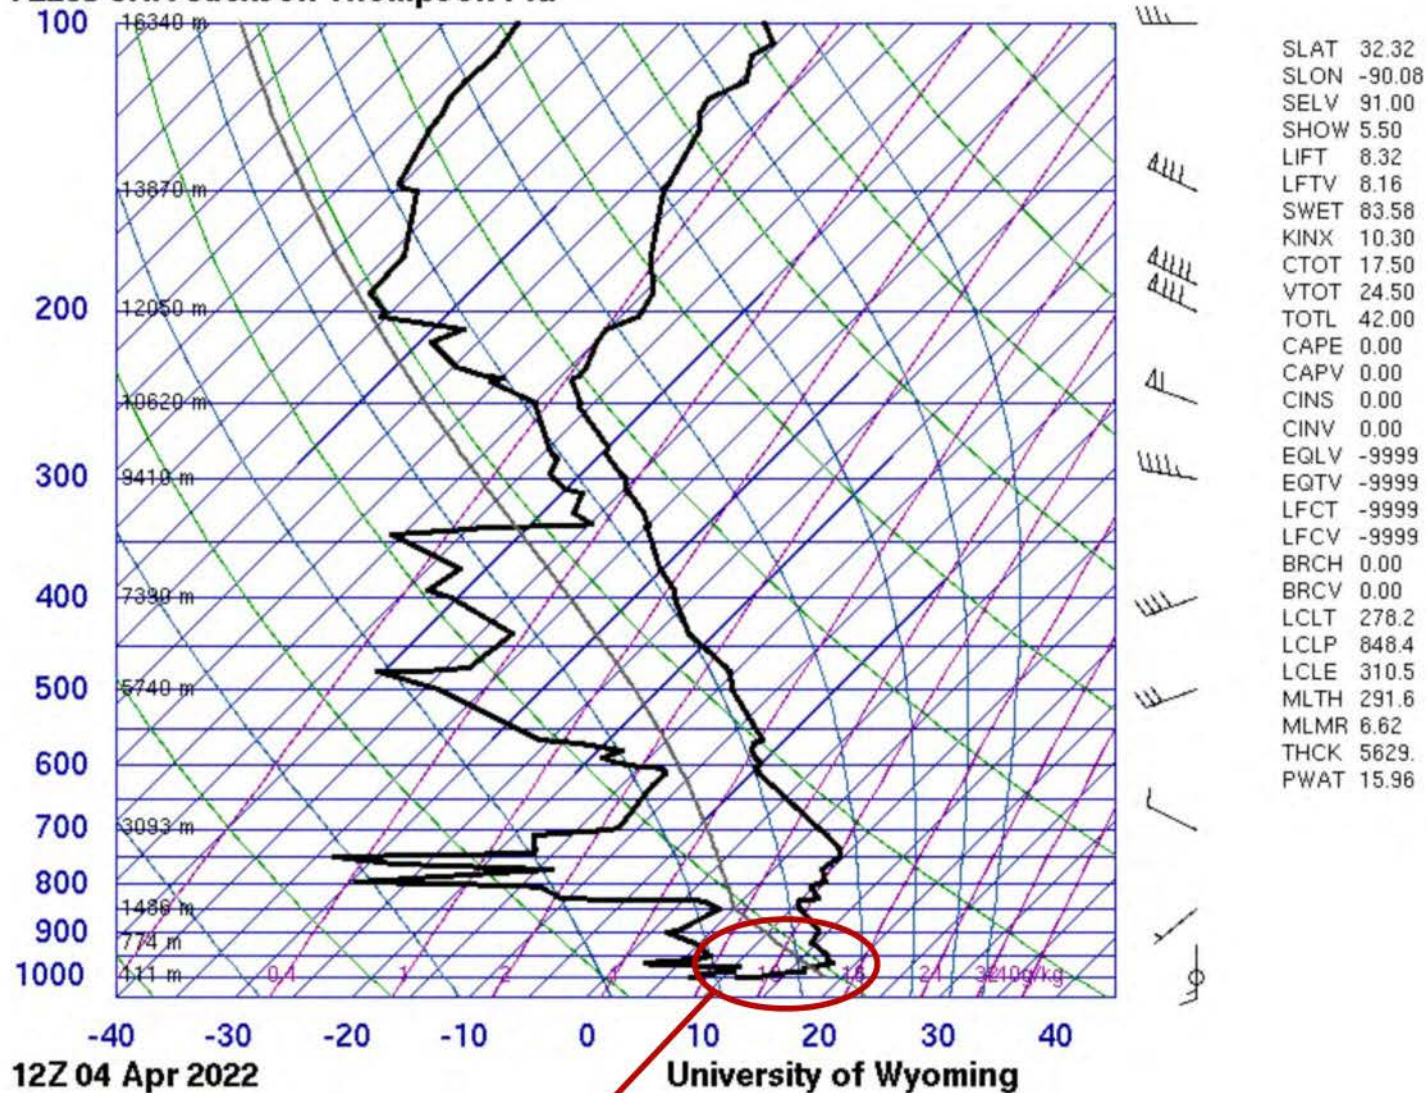 100 16340 m
13870 m
200 12050 m
10620 m
300 9410 m
400 7390 m
500 5740 m
600
700 3093 m
800
1486 m
900
774 m
1000 111 m 0.4 1 2 4 10 16 24 32 40g/kg
-40 -30 -20 -10 0 10 20 30 40
12Z 04 Apr 2022 University of Wyoming
SLAT 32.32
SLON -90.08
SELV 91.00
SHOW 5.50
LIFT 8.32
LFTV 8.16
SWET 83.58
KINX 10.30
CTOT 17.50
VTOT 24.50
TOTL 42.00
CAPE 0.00
CAPV 0.00
CINS 0.00
CINV 0.00
EQLV -9999
EQTV -9999
LFCT -9999
LFCV -9999
BRCH 0.00
BRCV 0.00
LCLT 278.2
LCLP 848.4
LCLE 310.5
MLTH 291.6
MLMR 6.62
THCK 5629.
PWAT 15.96